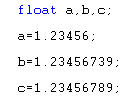 float a,b,c;
a=1.23456;
b=1.23456739;
c=1.23456789;